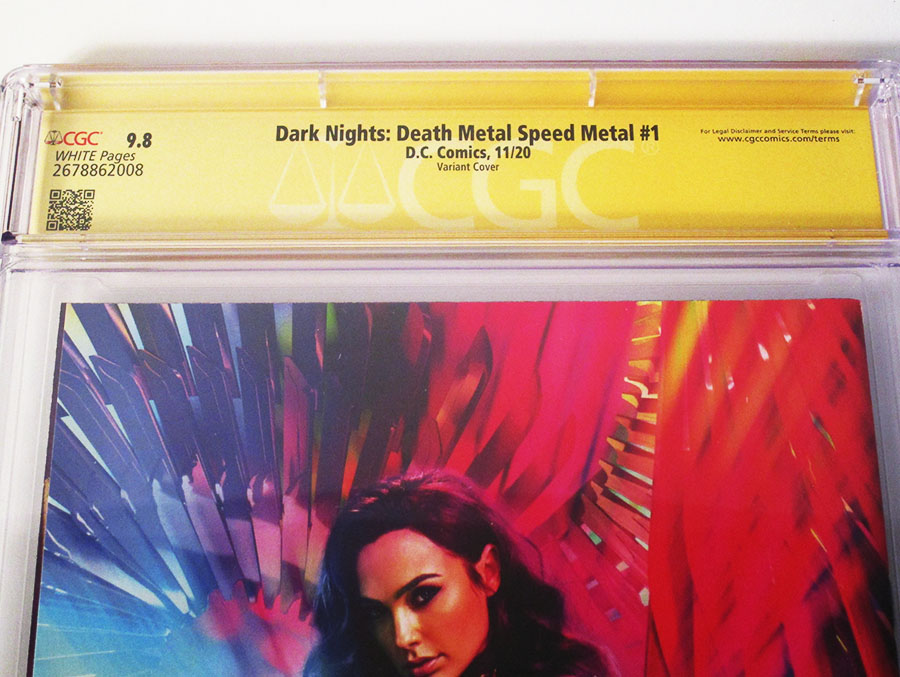 CGC 9.8
WHITE Pages
2678862008
Dark Nights: Death Metal Speed Metal #1
D.C. Comics, 11/20
Variant Cover
For Legal Disclaimer and Service Terms please visit:
www.cgccomics.com/terms
CGC